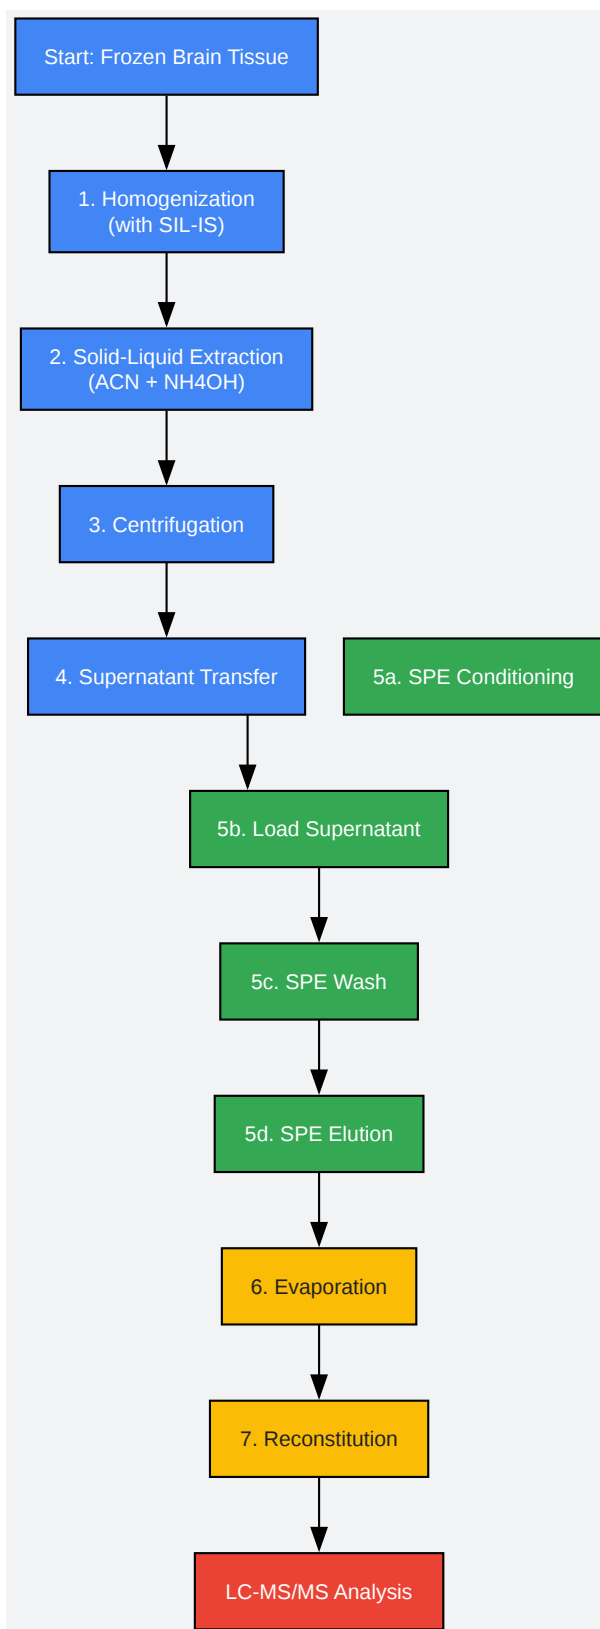 Start: Frozen Brain Tissue
1. Homogenization
(with SIL-IS)
2. Solid-Liquid Extraction
(ACN + NH4OH)
3. Centrifugation
4. Supernatant Transfer
5a. SPE Conditioning
5b. Load Supernatant
5c. SPE Wash
5d. SPE Elution
6. Evaporation
7. Reconstitution
LC-MS/MS Analysis